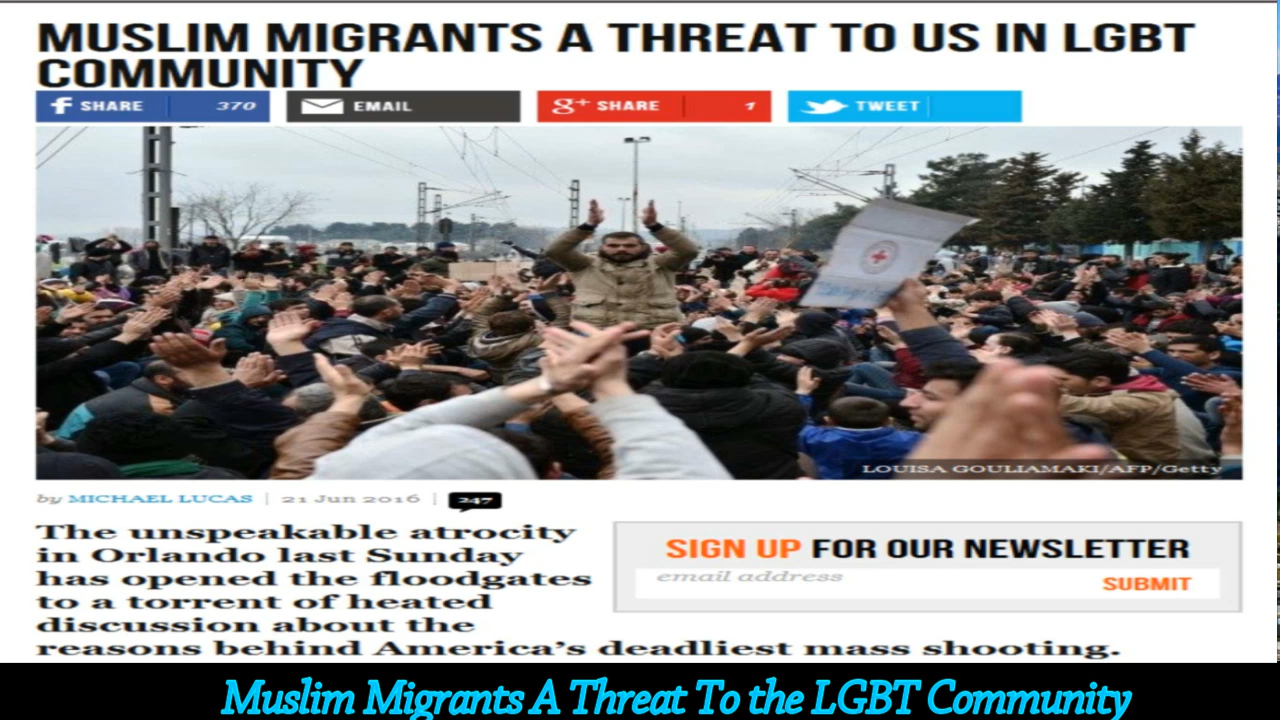 MUSLIM MIGRANTS A THREAT TO US IN LGBT
COMMUNITY
f SHARE 370 EMAIL g+ SHARE 1 TWEET
LOUISA GOULIAMAKI/AFP/Getty
by MICHAEL LUCAS | 21 Jun 2016 | 247
The unspeakable atrocity
in Orlando last Sunday
has opened the floodgates
to a torrent of heated
discussion about the
reasons behind America's deadliest mass shooting.
SIGN UP FOR OUR NEWSLETTER
email address SUBMIT
Muslim Migrants A Threat To the LGBT Community